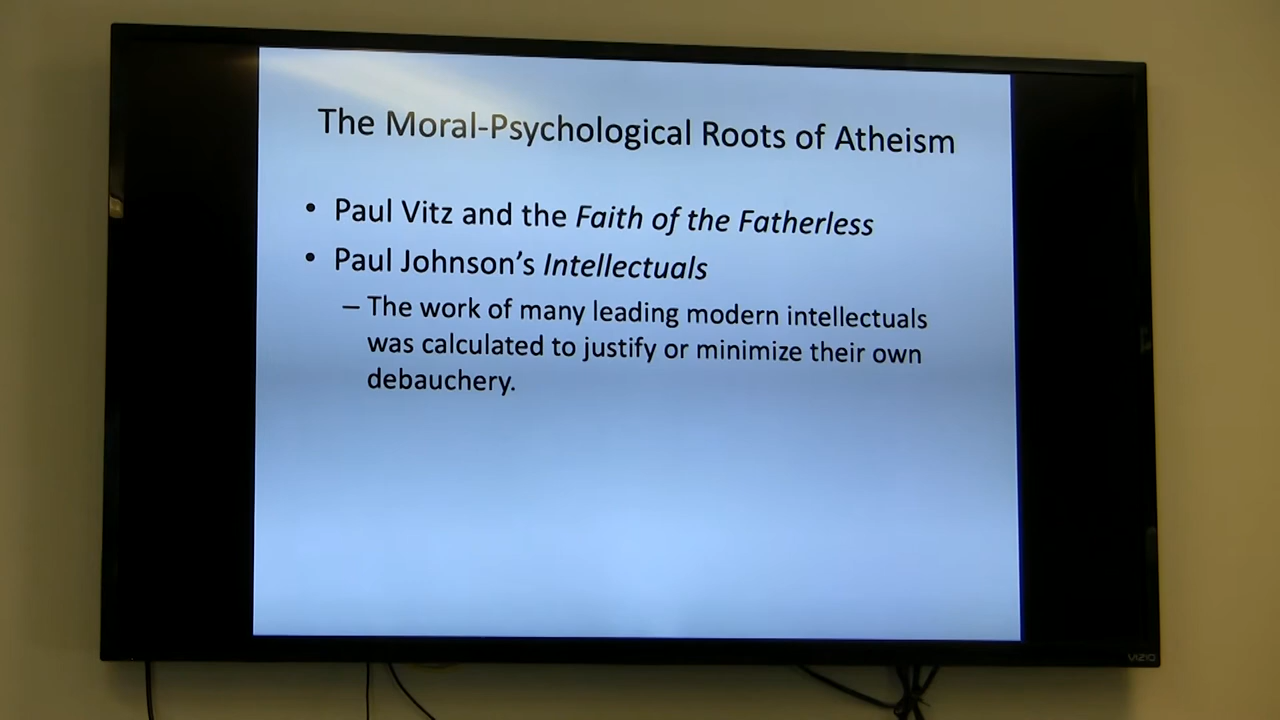 The Moral-Psychological Roots of Atheism
• Paul Vitz and the Faith of the Fatherless
• Paul Johnson's Intellectuals
– The work of many leading modern intellectuals
was calculated to justify or minimize their own
debauchery.
VIZIO